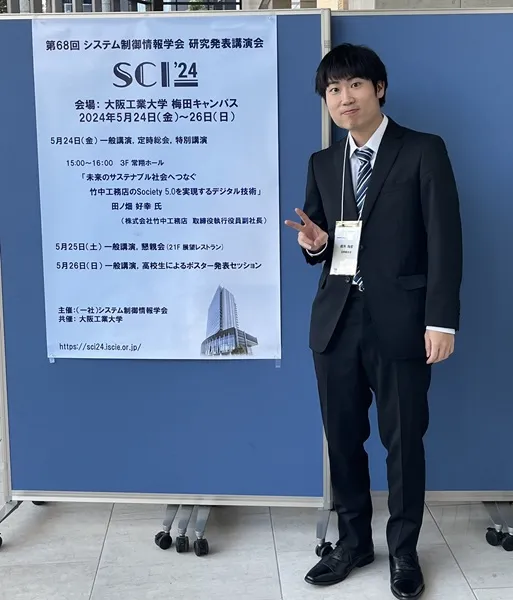 第68回 システム制御情報学会 研究発表講演会
SCI'24
会場: 大阪工業大学 梅田キャンパス
2024年5月24日(金)～26日(日)
5月24日(金) 一般講演, 定時総会, 特別講演
15:00～16:00 3F 常翔ホール
「未来のサステナブル社会へつなぐ
竹中工務店のSociety 5.0を実現するデジタル技術」
田ノ畑 好幸 氏
(株式会社竹中工務店 取締役執行役員副社長)
5月25日(土) 一般講演, 懇親会(21F 展望レストラン)
5月26日(日) 一般講演, 高校生によるポスター発表セッション
主催:(一社)システム制御情報学会
共催: 大阪工業大学
https://sci24.iscie.or.jp/